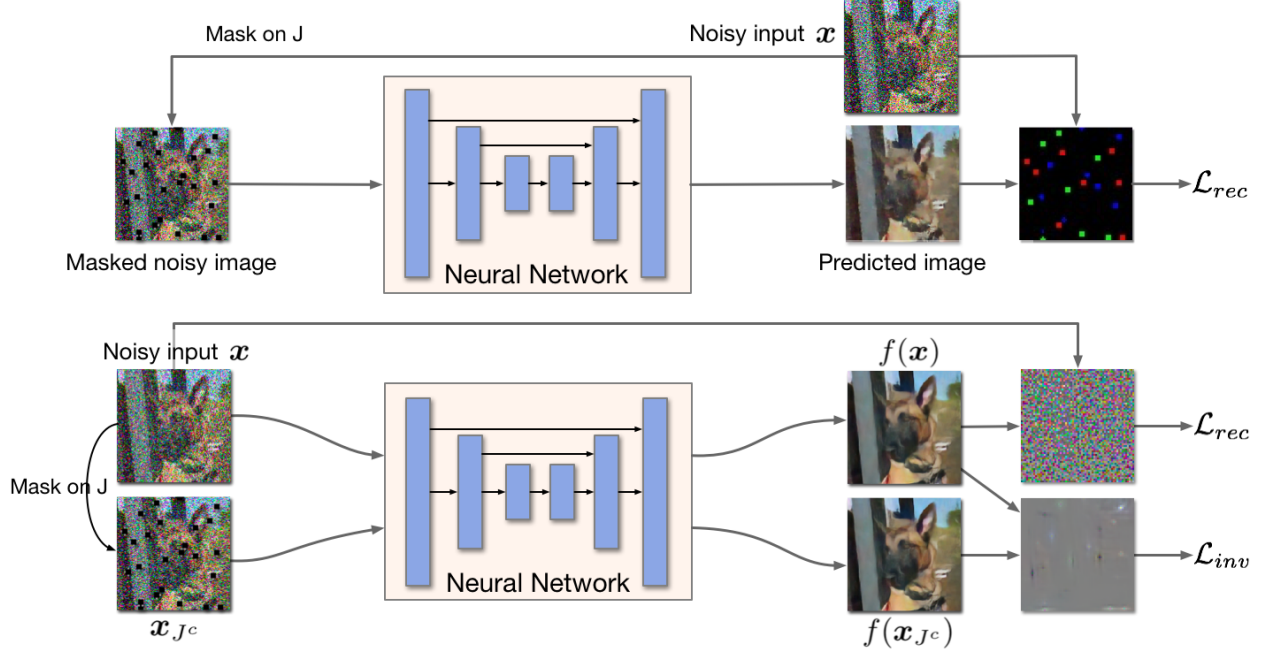 Mask on J
Noisy input x
Masked noisy image
Neural Network
Predicted image
ℒ_rec
Noisy input x
Mask on J
x_{J^c}
Neural Network
f(x)
f(x_{J^c})
ℒ_rec
ℒ_inv